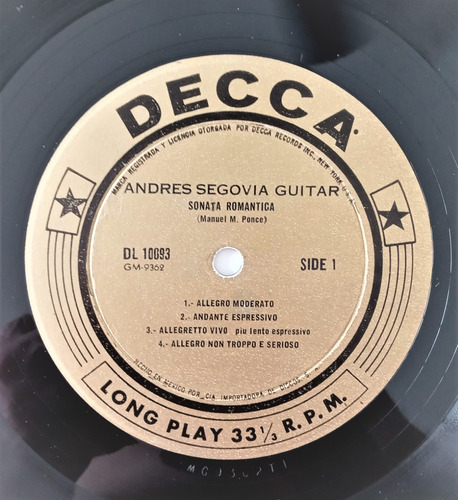 DECCA
MARCA REGISTRADA Y LICENCIA OTORGADA POR DECCA RECORDS INC., NEW YORK
ANDRES SEGOVIA GUITAR
SONATA ROMANTICA
(Manuel M. Ponce)
DL 10093
GM-9362
SIDE 1
1.- ALLEGRO MODERATO
2.- ANDANTE ESPRESSIVO
3.- ALLEGRETTO VIVO piu lento espressivo
4.- ALLEGRO NON TROPPO E SERIOSO
HECHO EN MEXICO POR CIA. IMPORTADORA DE DISCOS S. A.
LONG PLAY 33 1/3 R.P.M.